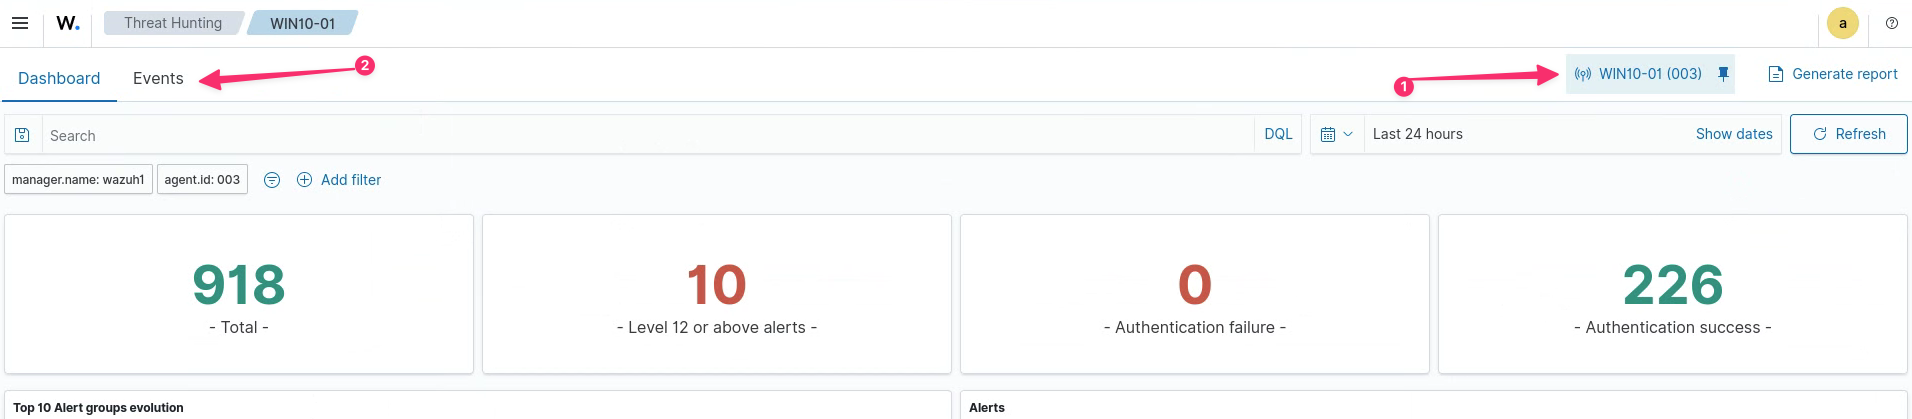 W. Threat Hunting WIN10-01 a
Dashboard Events 2 1 WIN10-01 (003) Generate report
Search DQL Last 24 hours Show dates Refresh
manager.name: wazuh1 agent.id: 003 Add filter
918 10 0 226
- Total - - Level 12 or above alerts - - Authentication failure - - Authentication success -
Top 10 Alert groups evolution Alerts